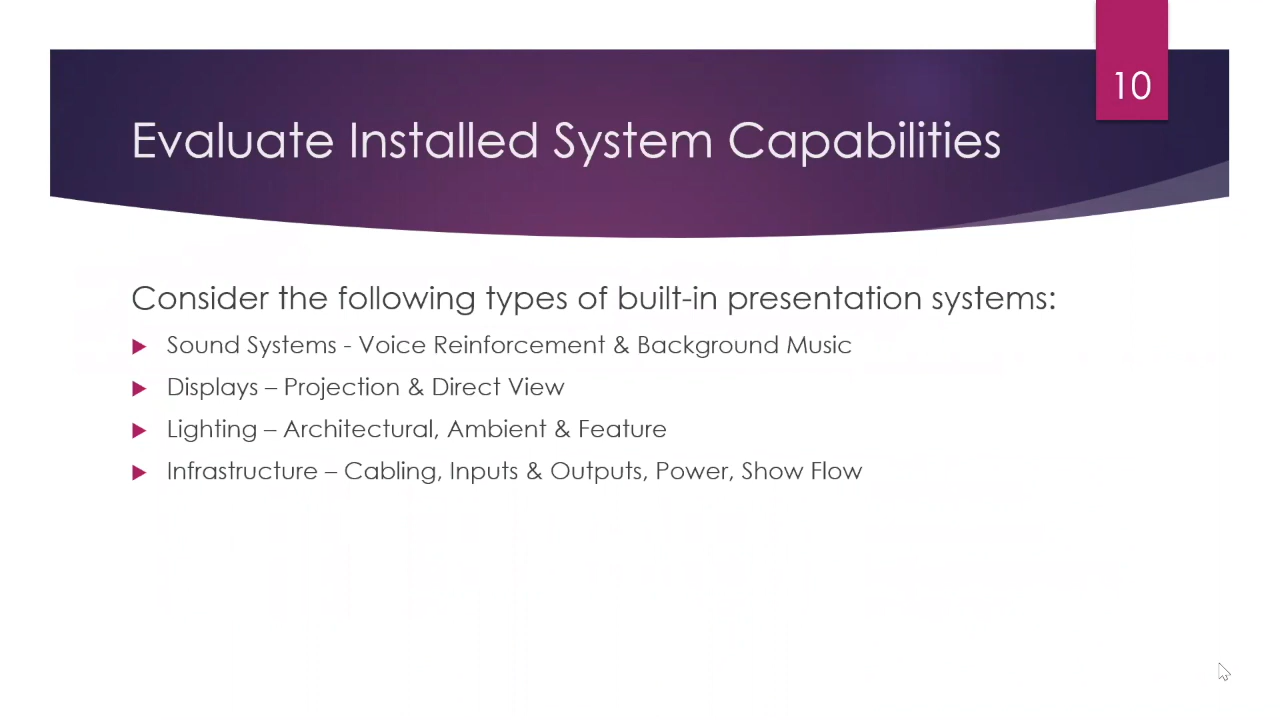 10
Evaluate Installed System Capabilities
Consider the following types of built-in presentation systems:
Sound Systems - Voice Reinforcement & Background Music
Displays – Projection & Direct View
Lighting – Architectural, Ambient & Feature
Infrastructure – Cabling, Inputs & Outputs, Power, Show Flow